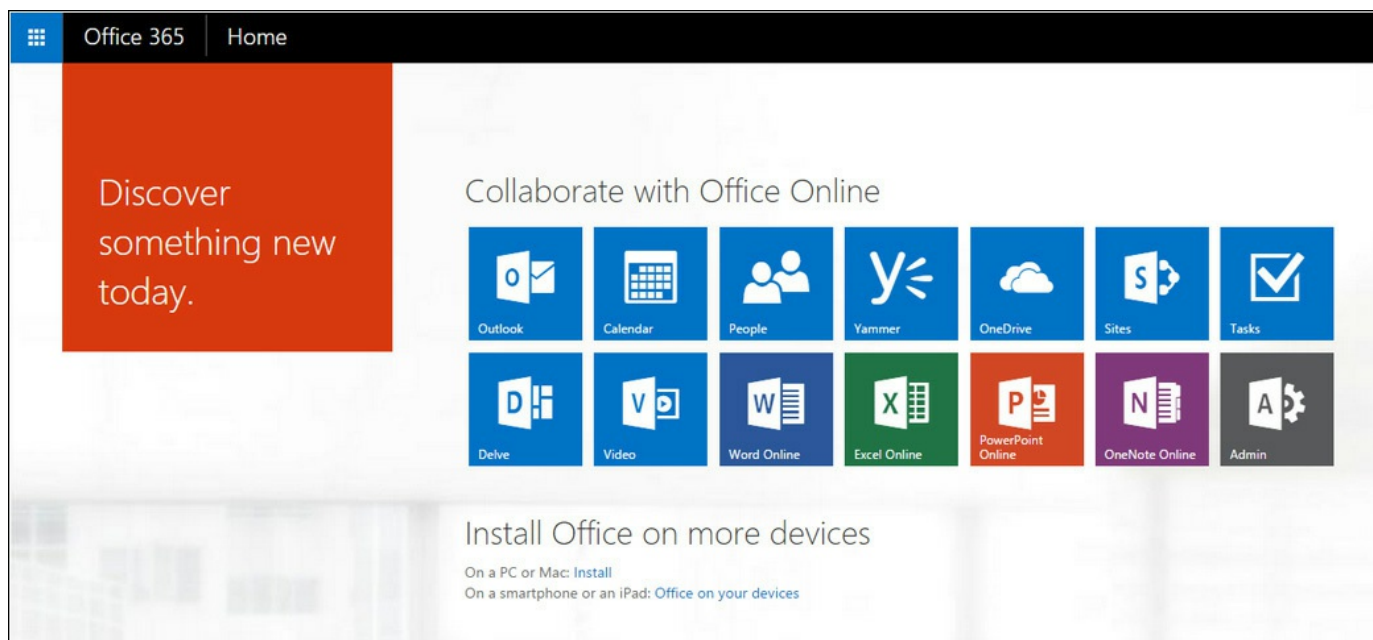 Office 365 Home
Discover
something new
today.
Collaborate with Office Online
Outlook Calendar People Yammer OneDrive Sites Tasks
Delve Video Word Online Excel Online PowerPoint Online OneNote Online Admin
Install Office on more devices
On a PC or Mac: Install
On a smartphone or an iPad: Office on your devices